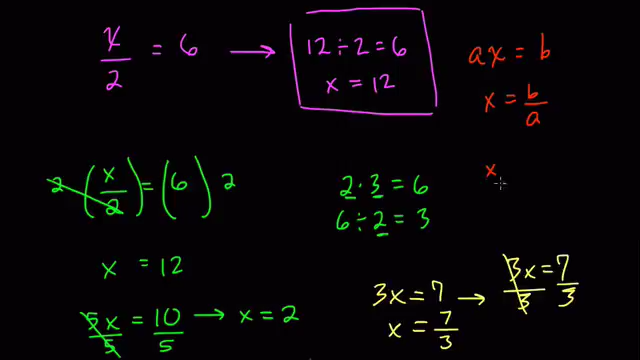 x/2 = 6 → 12 ÷ 2 = 6
x = 12
ax = b
x = b/a
2 (x/2) = (6) 2
x = 12
5x/5 = 10/5 → x = 2
2 · 3 = 6
6 ÷ 2 = 3
x
3x = 7 → 3x/3 = 7/3
x = 7/3